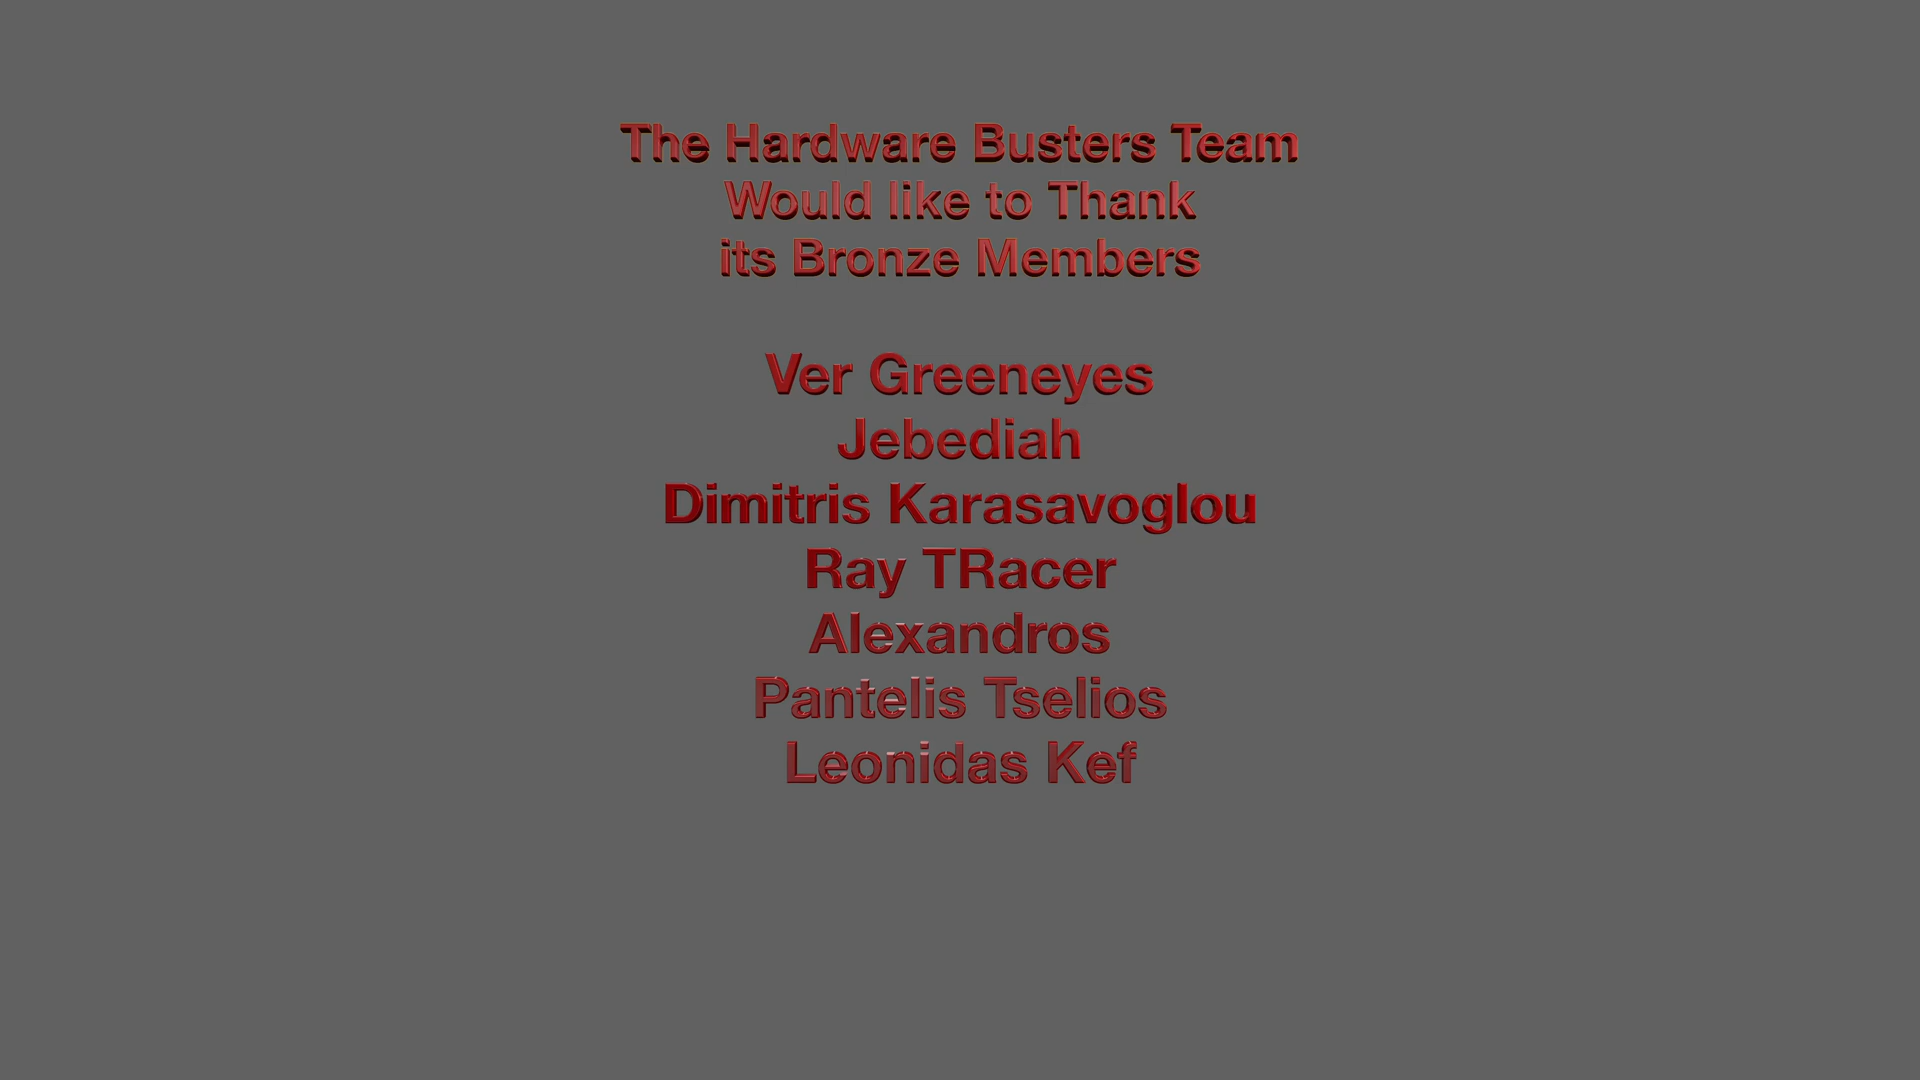 The Hardware Busters Team
Would like to Thank
its Bronze Members
Ver Greeneyes
Jebediah
Dimitris Karasavoglou
Ray TRacer
Alexandros
Pantelis Tselios
Leonidas Kef